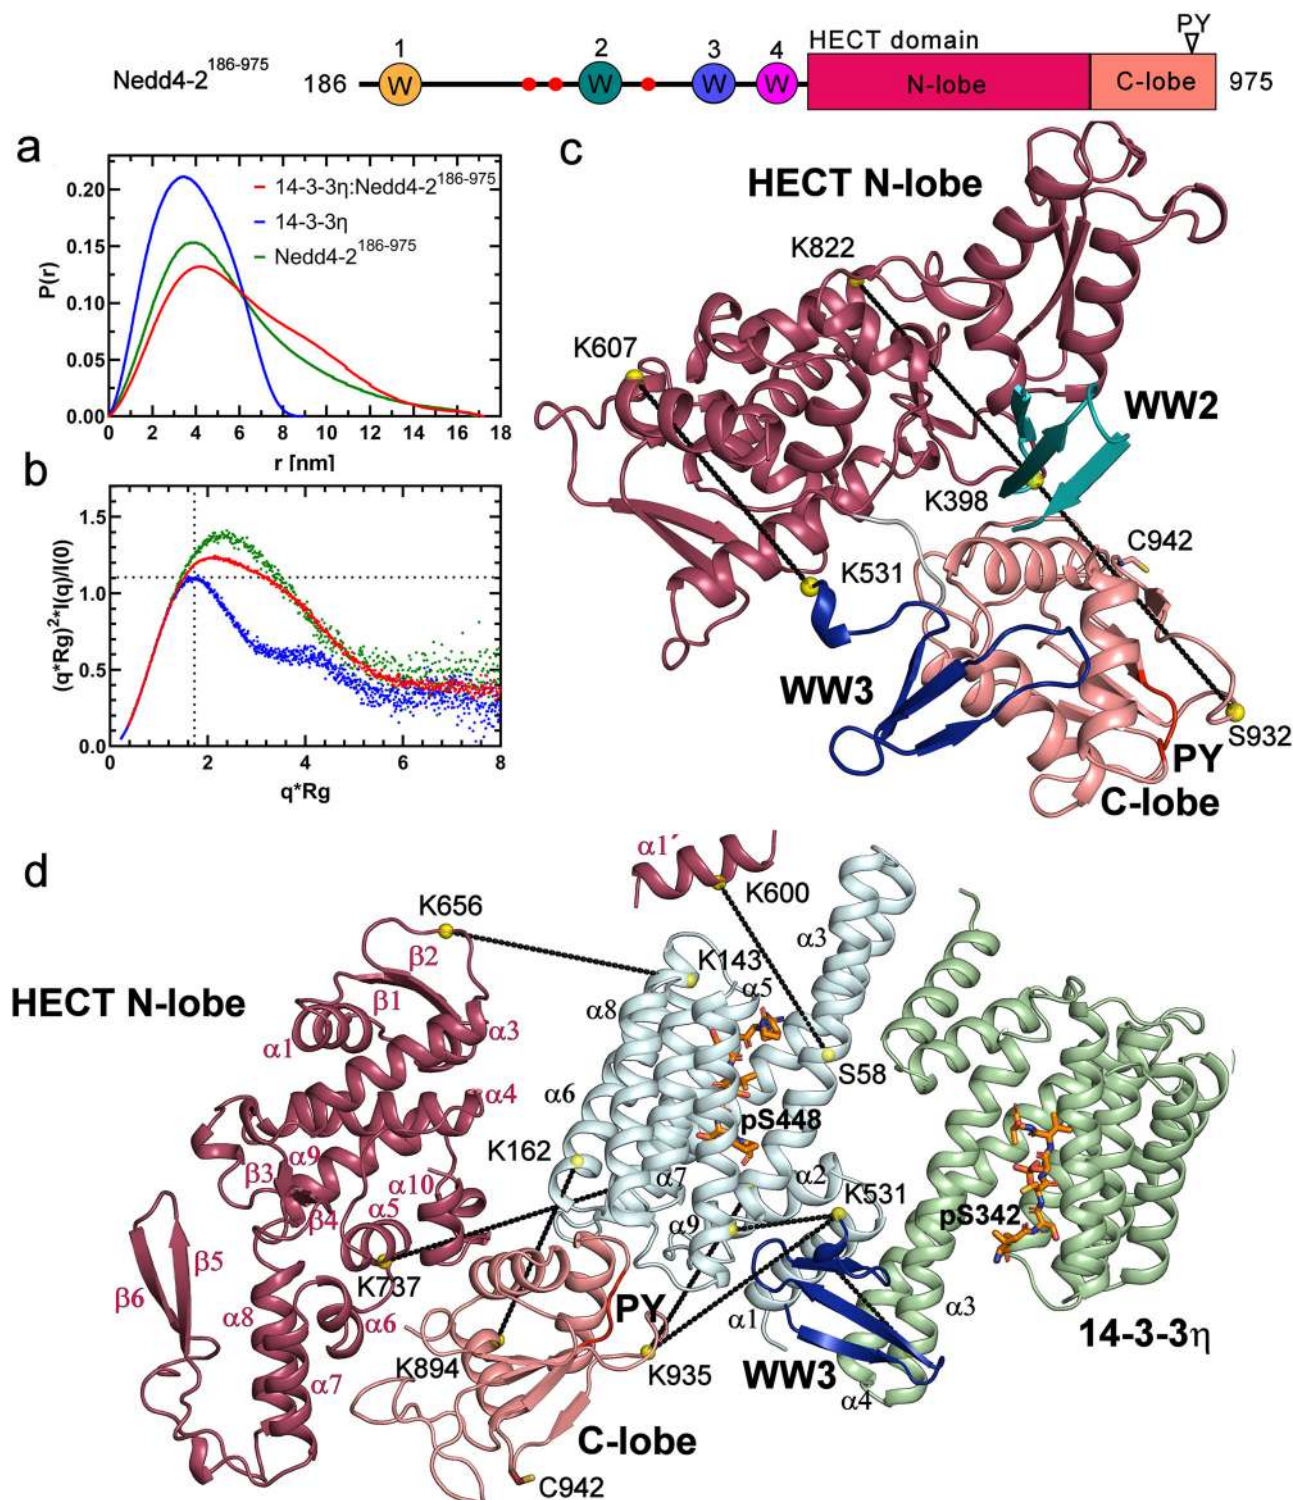 PY
1 2 3 4 HECT domain
Nedd4-2¹⁸⁶⁻⁹⁷⁵ 186 W W W W N-lobe C-lobe 975
a
0.20
0.15
0.10
0.05
0.00
P(r)
14-3-3η:Nedd4-2¹⁸⁶⁻⁹⁷⁵
14-3-3η
Nedd4-2¹⁸⁶⁻⁹⁷⁵
0 2 4 6 8 10 12 14 16 18
r [nm]
b
1.5
1.0
0.5
0.0
(q*Rg)²*I(q)/I(0)
0 2 4 6 8
q*Rg
c
HECT N-lobe
K822
K607
WW2
K398
C942
K531
WW3
S932
PY
C-lobe
d
α1´
K600
K656
α3
β2
K143
HECT N-lobe
β1
α5
α8
α1
α3
S58
α4
α6
pS448
K162
α9
β3
α10
α7
α2
K531
α5
β4
α9
pS342
β5
K737
β6
PY
α3
α8
α6
α1
14-3-3η
K894
K935
WW3
α7
α4
C-lobe
C942